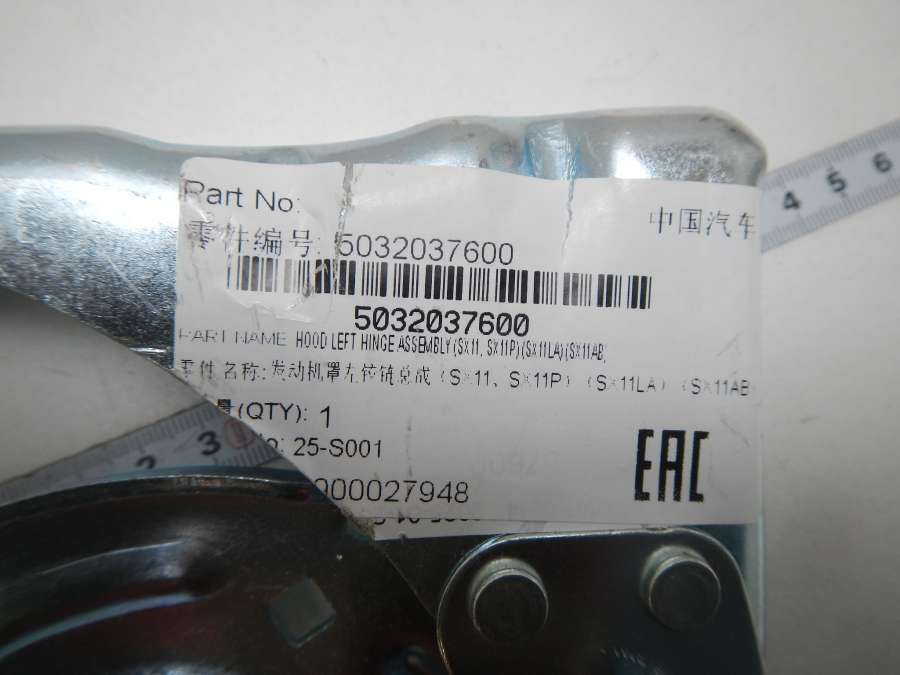 Part No:
中国汽车
零件编号: 5032037600
5032037600
PART NAME HOOD LEFT HINGE ASSEMBLY (SX11, SX11P)(SX11LA)(SX11AB)
零件名称: 发动机罩左铰链总成（SX11、SX11P）（SX11LA）（SX11AB）
量(QTY): 1
25-S001
000027948
EAC
4 5 6
2 3